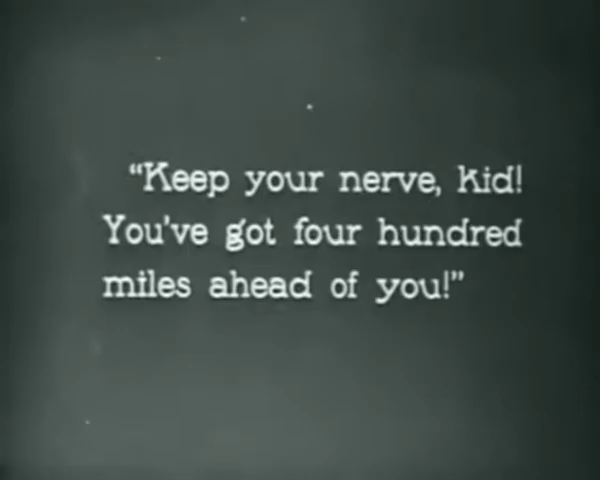 “Keep your nerve, kid!
You've got four hundred
miles ahead of you!”